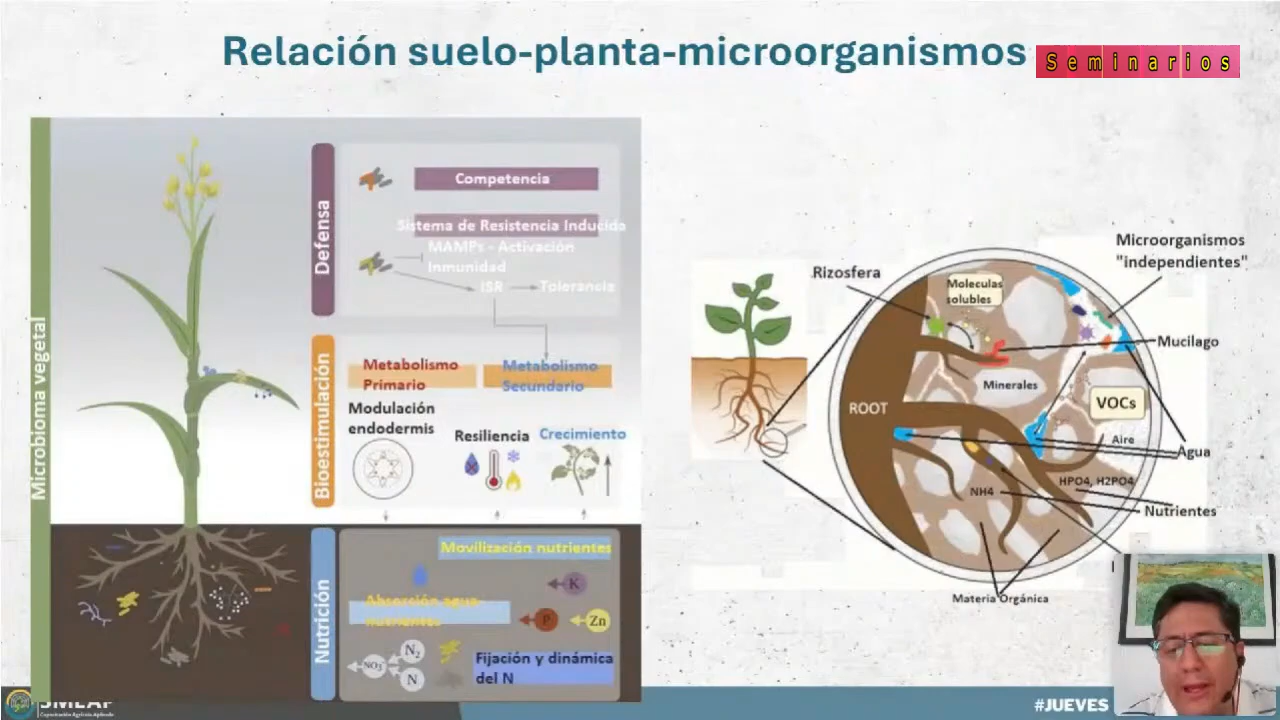 Relación suelo-planta-microorganismos
Seminarios
Microbioma vegetal
Defensa
Competencia
Sistema de Resistencia Inducida
MAMPs - Activación
Inmunidad
ISR
Tolerancia
Bioestimulación
Metabolismo
Primario
Metabolismo
Secundario
Modulación
endodermis
Resiliencia
Crecimiento
Nutrición
Movilización nutrientes
K
Absorción agua-
nutrientes
P
Zn
NO3
N2
N
Fijación y dinámica
del N
Rizosfera
Moleculas
solubles
Microorganismos
"independientes"
Mucílago
Minerales
ROOT
VOCs
Aire
Agua
HPO4, H2PO4
NH4
Nutrientes
Materia Orgánica
#JUEVES